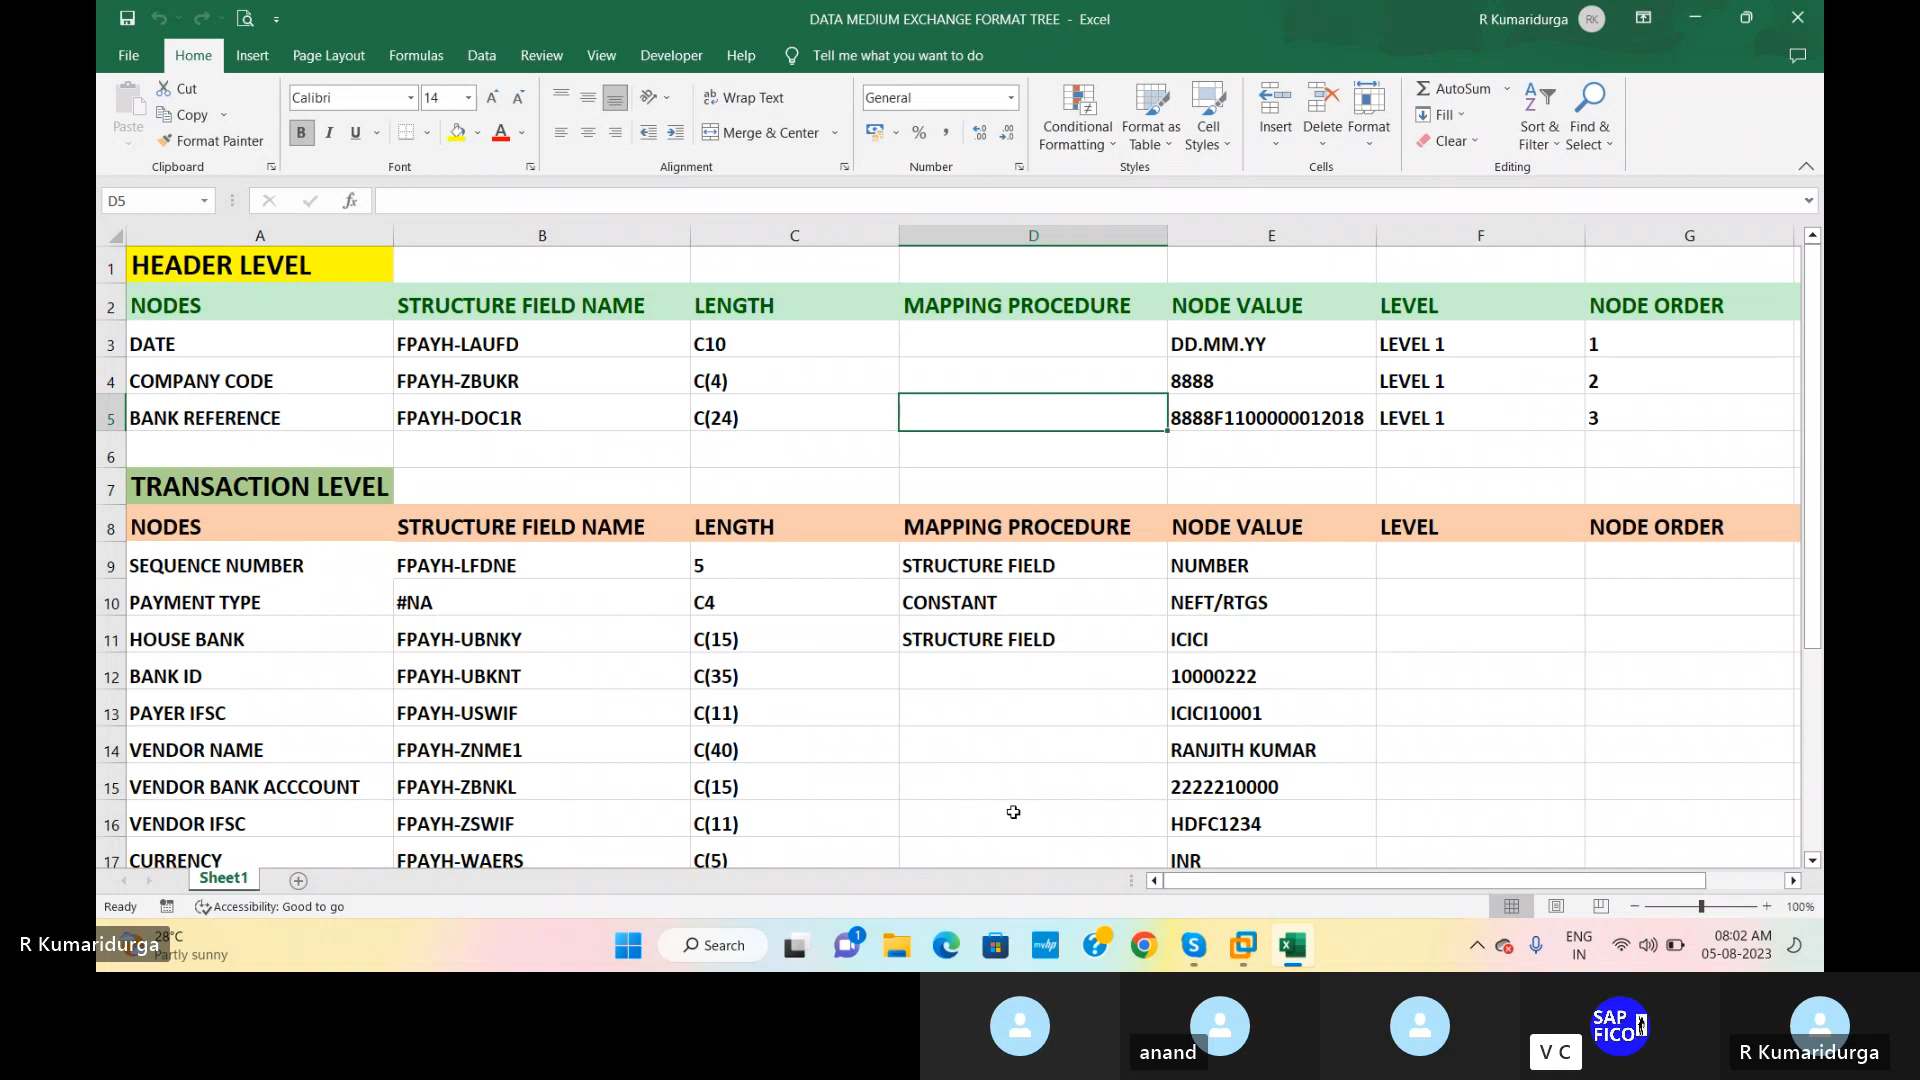 DATA MEDIUM EXCHANGE FORMAT TREE - Excel
R Kumaridurga RK
File Home Insert Page Layout Formulas Data Review View Developer Help Tell me what you want to do
Paste Cut Copy Format Painter Clipboard
Calibri 14 A A B I U A Font
ab Wrap Text Merge & Center Alignment
General % , Number
Conditional Formatting Format as Table Cell Styles Styles
Insert Delete Format Cells
AutoSum Fill Clear Sort & Filter Find & Select Editing
D5 fx
A B C D E F G
1 HEADER LEVEL
2 NODES STRUCTURE FIELD NAME LENGTH MAPPING PROCEDURE NODE VALUE LEVEL NODE ORDER
3 DATE FPAYH-LAUFD C10 DD.MM.YY LEVEL 1 1
4 COMPANY CODE FPAYH-ZBUKR C(4) 8888 LEVEL 1 2
5 BANK REFERENCE FPAYH-DOC1R C(24) 8888F1100000012018 LEVEL 1 3
6
7 TRANSACTION LEVEL
8 NODES STRUCTURE FIELD NAME LENGTH MAPPING PROCEDURE NODE VALUE LEVEL NODE ORDER
9 SEQUENCE NUMBER FPAYH-LFDNE 5 STRUCTURE FIELD NUMBER
10 PAYMENT TYPE #NA C4 CONSTANT NEFT/RTGS
11 HOUSE BANK FPAYH-UBNKY C(15) STRUCTURE FIELD ICICI
12 BANK ID FPAYH-UBKNT C(35) 10000222
13 PAYER IFSC FPAYH-USWIF C(11) ICICI10001
14 VENDOR NAME FPAYH-ZNME1 C(40) RANJITH KUMAR
15 VENDOR BANK ACCCOUNT FPAYH-ZBNKL C(15) 2222210000
16 VENDOR IFSC FPAYH-ZSWIF C(11) HDFC1234
17 CURRENCY FPAYH-WAERS C(5) INR
Sheet1
Ready Accessibility: Good to go 100%
28°C
Partly sunny
R Kumaridurga
Search
1
myhp
ENG
IN
08:02 AM
05-08-2023
anand
SAP
FICO
V C
R Kumaridurga